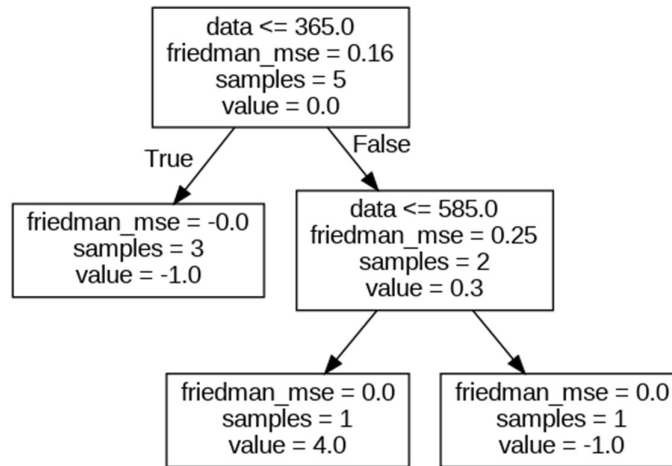 data <= 365.0
friedman_mse = 0.16
samples = 5
value = 0.0
True
False
friedman_mse = -0.0
samples = 3
value = -1.0
data <= 585.0
friedman_mse = 0.25
samples = 2
value = 0.3
friedman_mse = 0.0
samples = 1
value = 4.0
friedman_mse = 0.0
samples = 1
value = -1.0